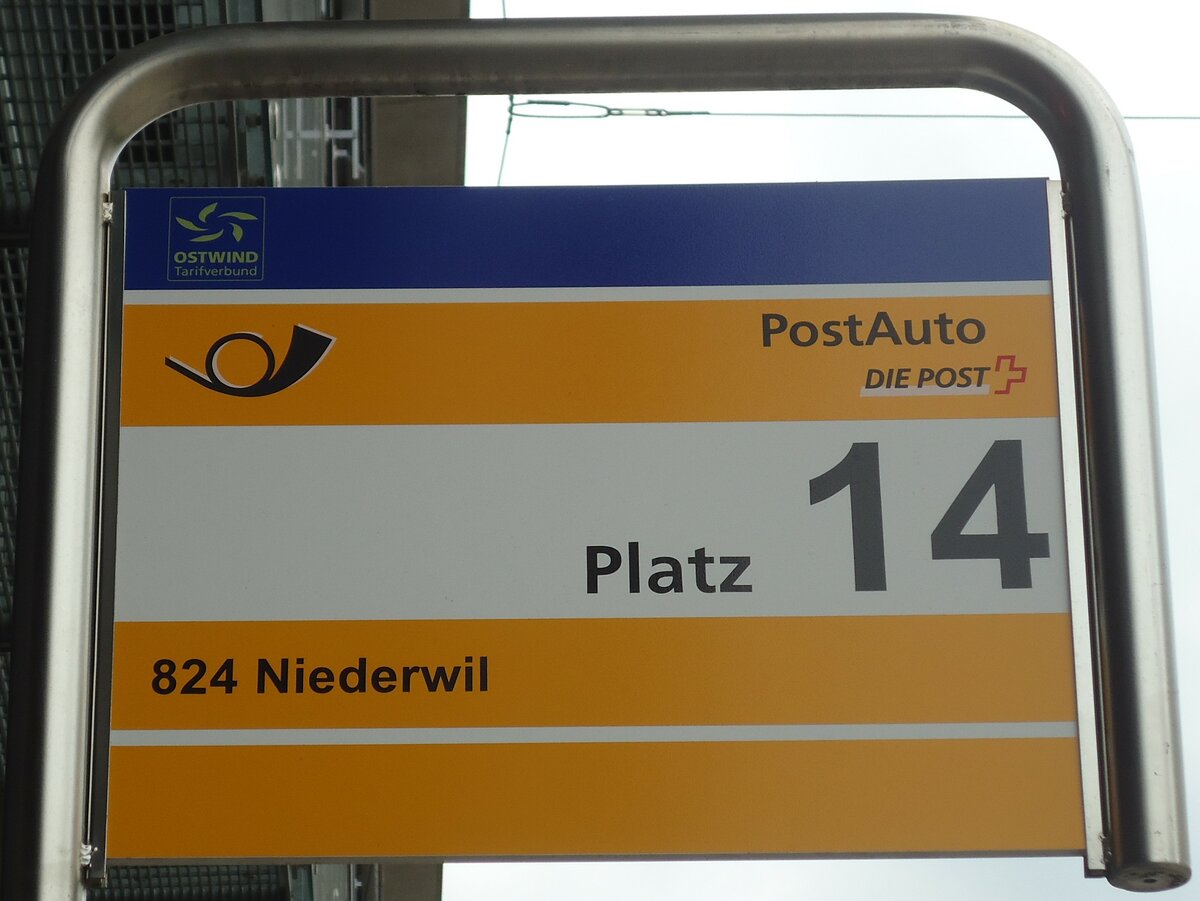 OSTWIND
Tarifverbund
PostAuto
DIE POST
Platz 14
824 Niederwil